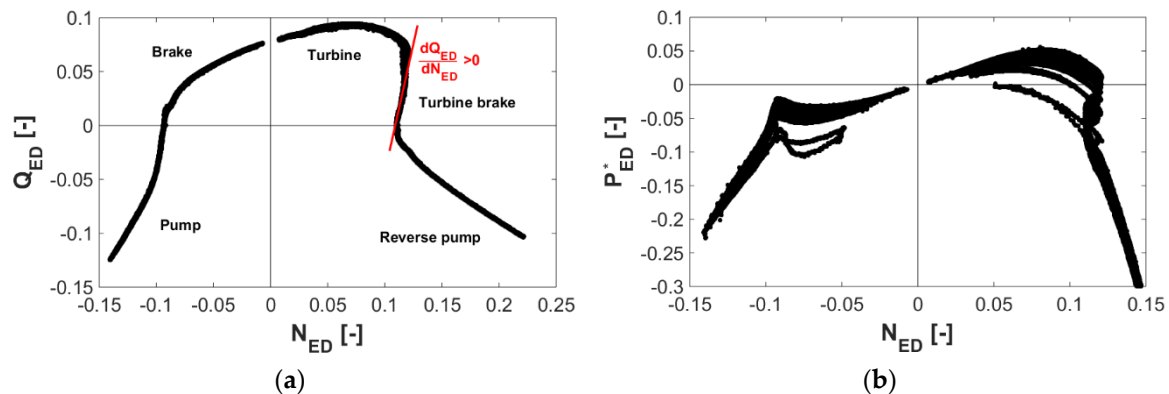 0.1
0.05
0
-0.05
-0.1
-0.15
Q_ED [-]
Brake
Turbine
dQ_ED
dN_ED
>0
Turbine brake
Pump
Reverse pump
-0.15 -0.1 -0.05 0 0.05 0.1 0.15 0.2 0.25
N_ED [-]
(a)
0.1
0.05
0
-0.05
-0.1
-0.15
-0.2
-0.25
-0.3
P*_ED [-]
-0.15 -0.1 -0.05 0 0.05 0.1 0.15
N_ED [-]
(b)